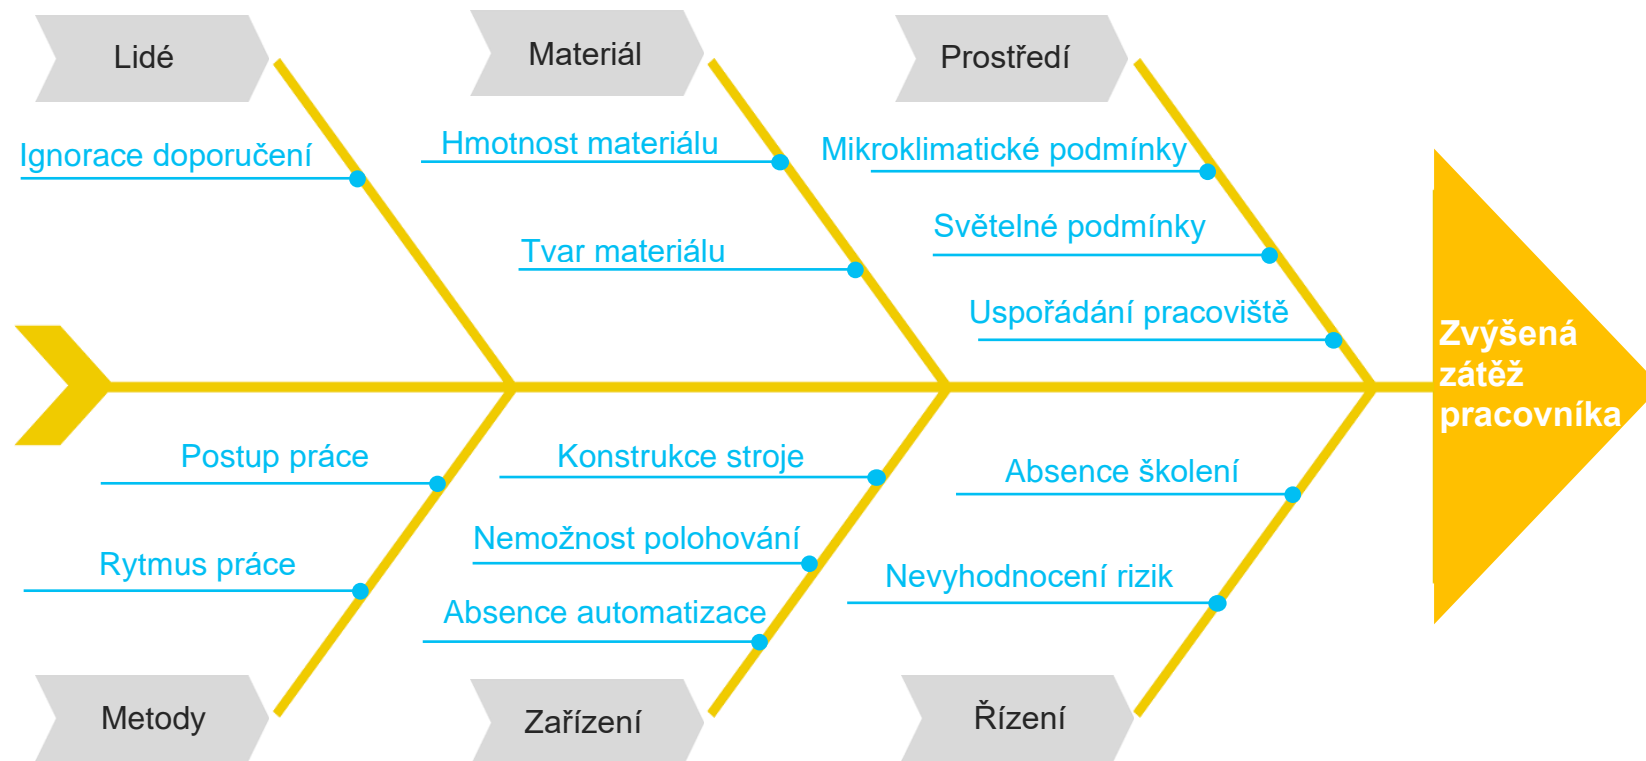 Lidé
Materiál
Prostředí
Ignorace doporučení
Hmotnost materiálu
Mikroklimatické podmínky
Tvar materiálu
Světelné podmínky
Uspořádání pracoviště
Zvýšená
zátěž
pracovníka
Postup práce
Konstrukce stroje
Absence školení
Rytmus práce
Nemožnost polohování
Nevyhodnocení rizik
Absence automatizace
Metody
Zařízení
Řízení